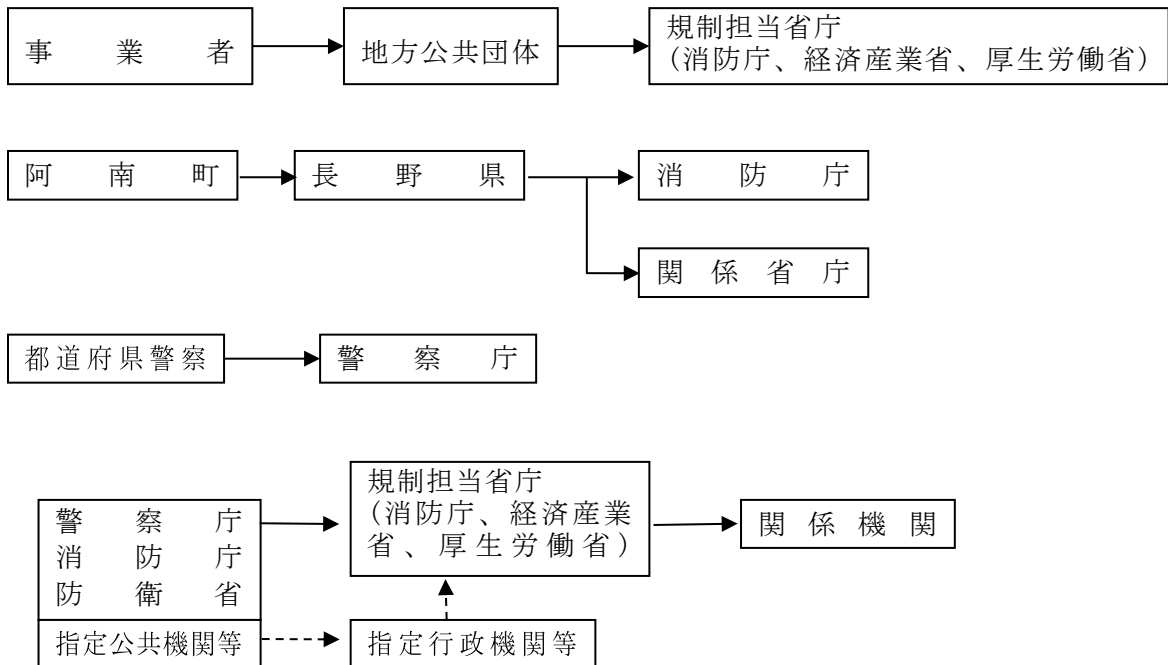 事業者
地方公共団体
規制担当省庁
(消防庁、経済産業省、厚生労働省)
阿南町
長野県
消防庁
関係省庁
都道府県警察
警察庁
警察庁
消防庁
防衛省
指定公共機関等
規制担当省庁
(消防庁、経済産業
省、厚生労働省)
指定行政機関等
関係機関